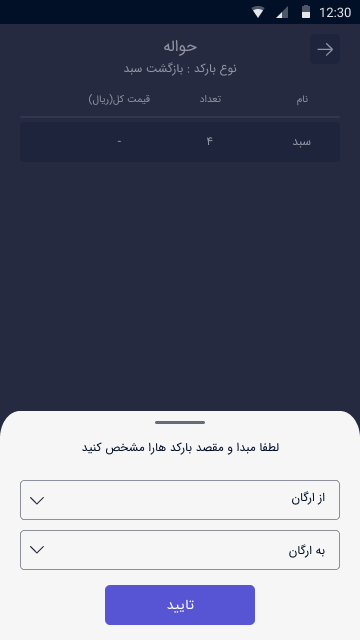 12:30
حواله
نوع بارکد : بازگشت سبد
نام تعداد قیمت کل(ریال)
سبد ۴ -
لطفا مبدا و مقصد بارکد هارا مشخص کنید
از ارگان
به ارگان
تایید